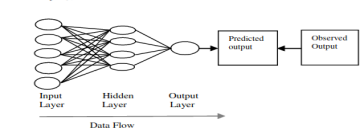 Predicted
output
Observed
Output
Input
Layer
Hidden
Layer
Output
Layer
Data Flow